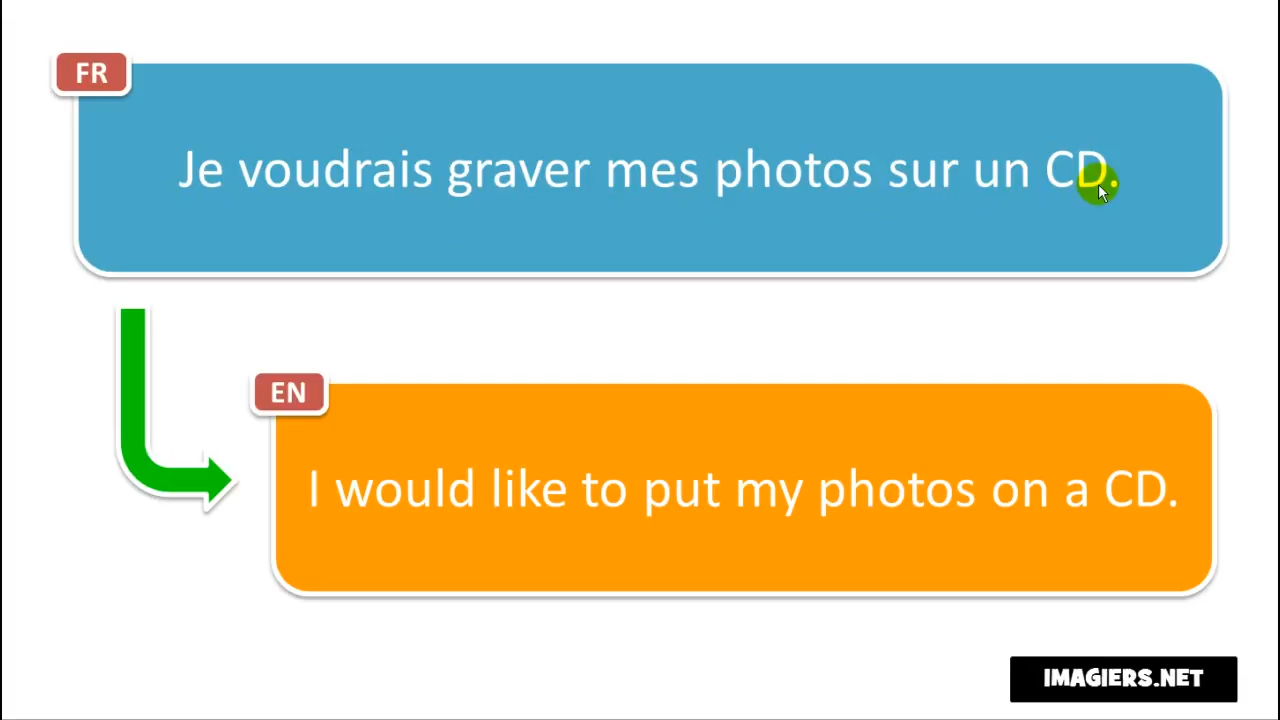 FR
Je voudrais graver mes photos sur un CD.
EN
I would like to put my photos on a CD.
IMAGIERS.NET